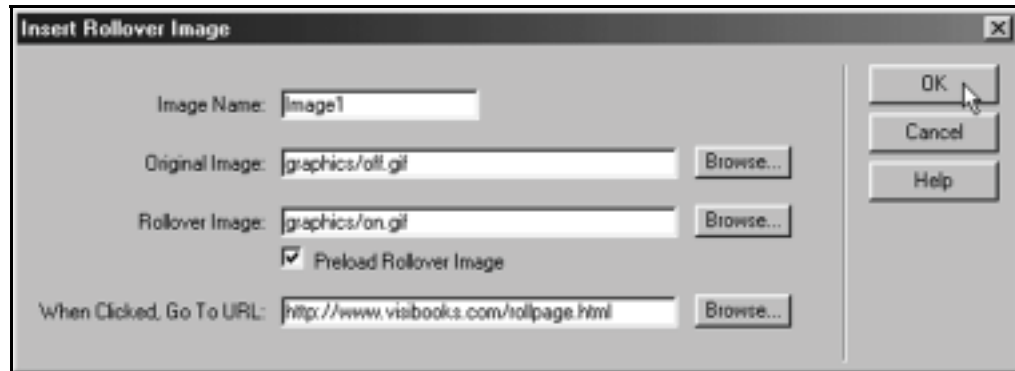 Insert Rollover Image
Image Name: Image1
Original Image: graphics/off.gif Browse...
Rollover Image: graphics/on.gif Browse...
Preload Rollover Image
When Clicked, Go To URL: http://www.visibooks.com/rollpage.html Browse...
OK
Cancel
Help